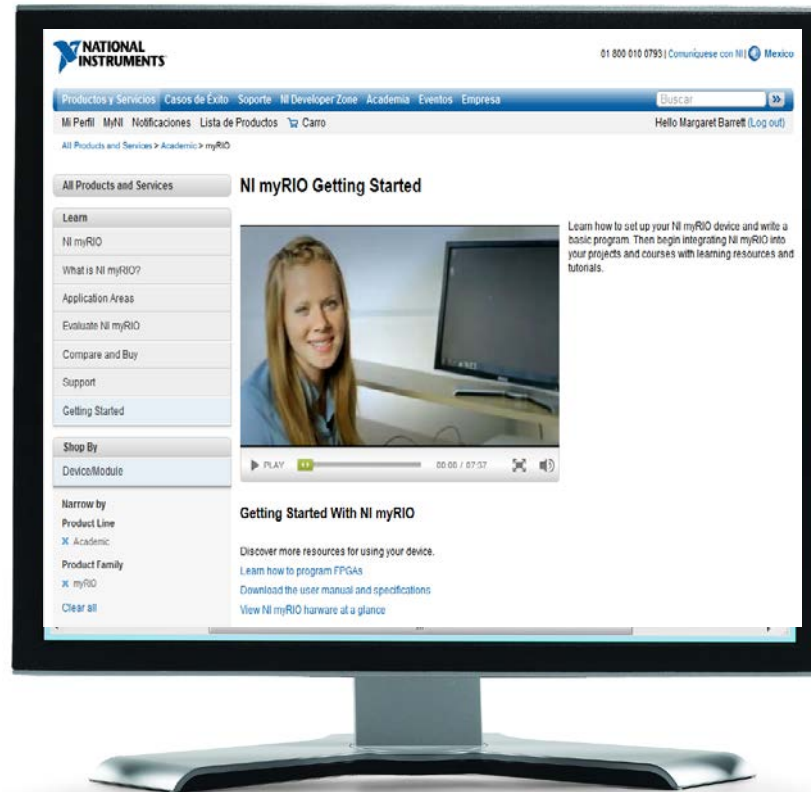 NATIONAL
INSTRUMENTS
01 800 010 0793 | Comuníquese con NI | Mexico
Productos y Servicios Casos de Éxito Soporte NI Developer Zone Academia Eventos Empresa
Buscar
Mi Perfil MyNI Notificaciones Lista de Productos Carro
Hello Margaret Barrett (Log out)
All Products and Services > Academic > myRIO
All Products and Services
Learn
NI myRIO
What is NI myRIO?
Application Areas
Evaluate NI myRIO
Compare and Buy
Support
Getting Started
Shop By
Device/Module
Narrow by
Product Line
x Academic
Product Family
x myRIO
Clear all
NI myRIO Getting Started
Learn how to set up your NI myRIO device and write a
basic program. Then begin integrating NI myRIO into
your projects and courses with learning resources and
tutorials.
PLAY
00:00 / 07:57
Getting Started With NI myRIO
Discover more resources for using your device.
Learn how to program FPGAs
Download the user manual and specifications
View NI myRIO harware at a glance